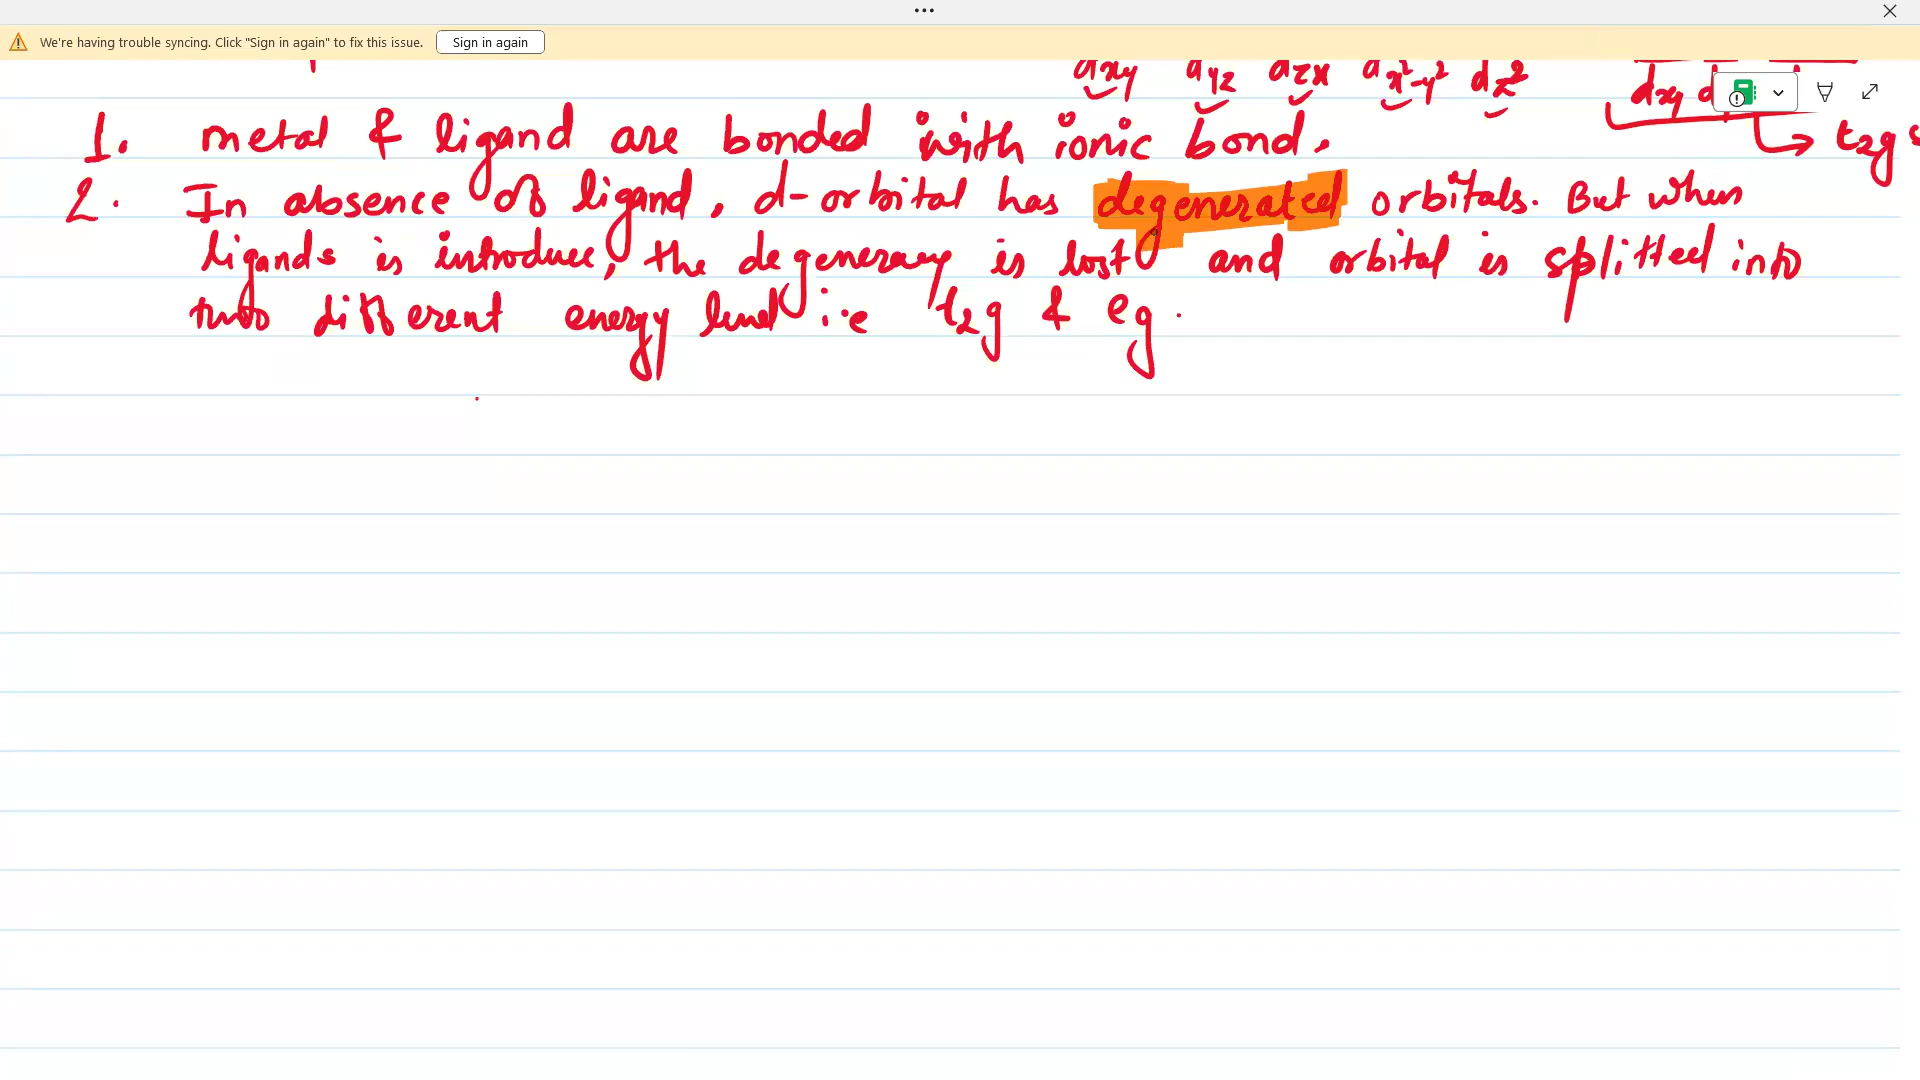 We're having trouble syncing. Click "Sign in again" to fix this issue. Sign in again
dxy dyz dzx dx²-y² dz² dxy d
1. metal & ligand are bonded with ionic bond. → t2g s
2. In absence of ligand, d-orbital has degenerated orbitals. But when
ligands is introduce, the degeneracy is lost and orbital is splitted into
two different energy level i.e t2g & eg.